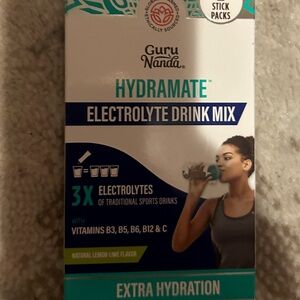 STICK
PACKS
Guru
Nanda®
HYDRAMATE™
ELECTROLYTE DRINK MIX
3X ELECTROLYTES
OF TRADITIONAL SPORTS DRINKS
WITH
VITAMINS B3, B5, B6, B12 & C
NATURAL LEMON-LIME FLAVOR
EXTRA HYDRATION